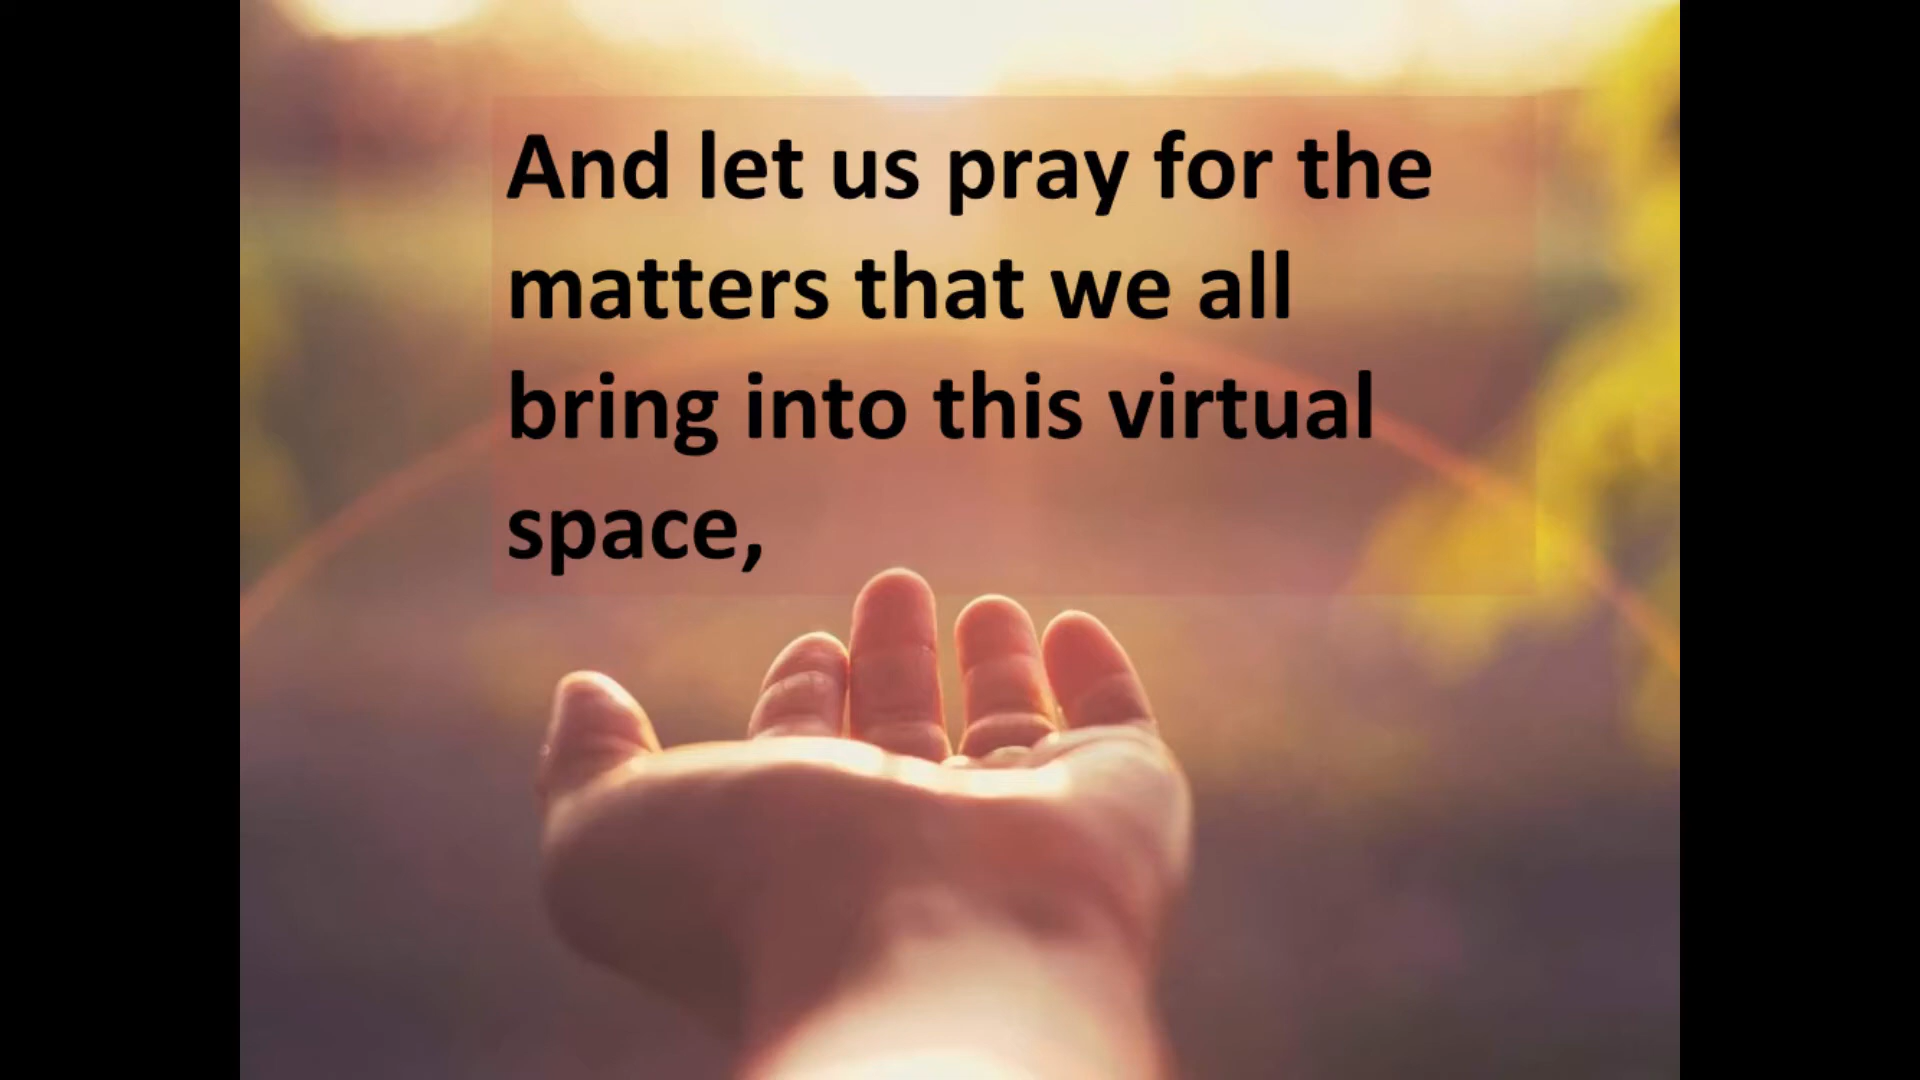 And let us pray for the
matters that we all
bring into this virtual
space,